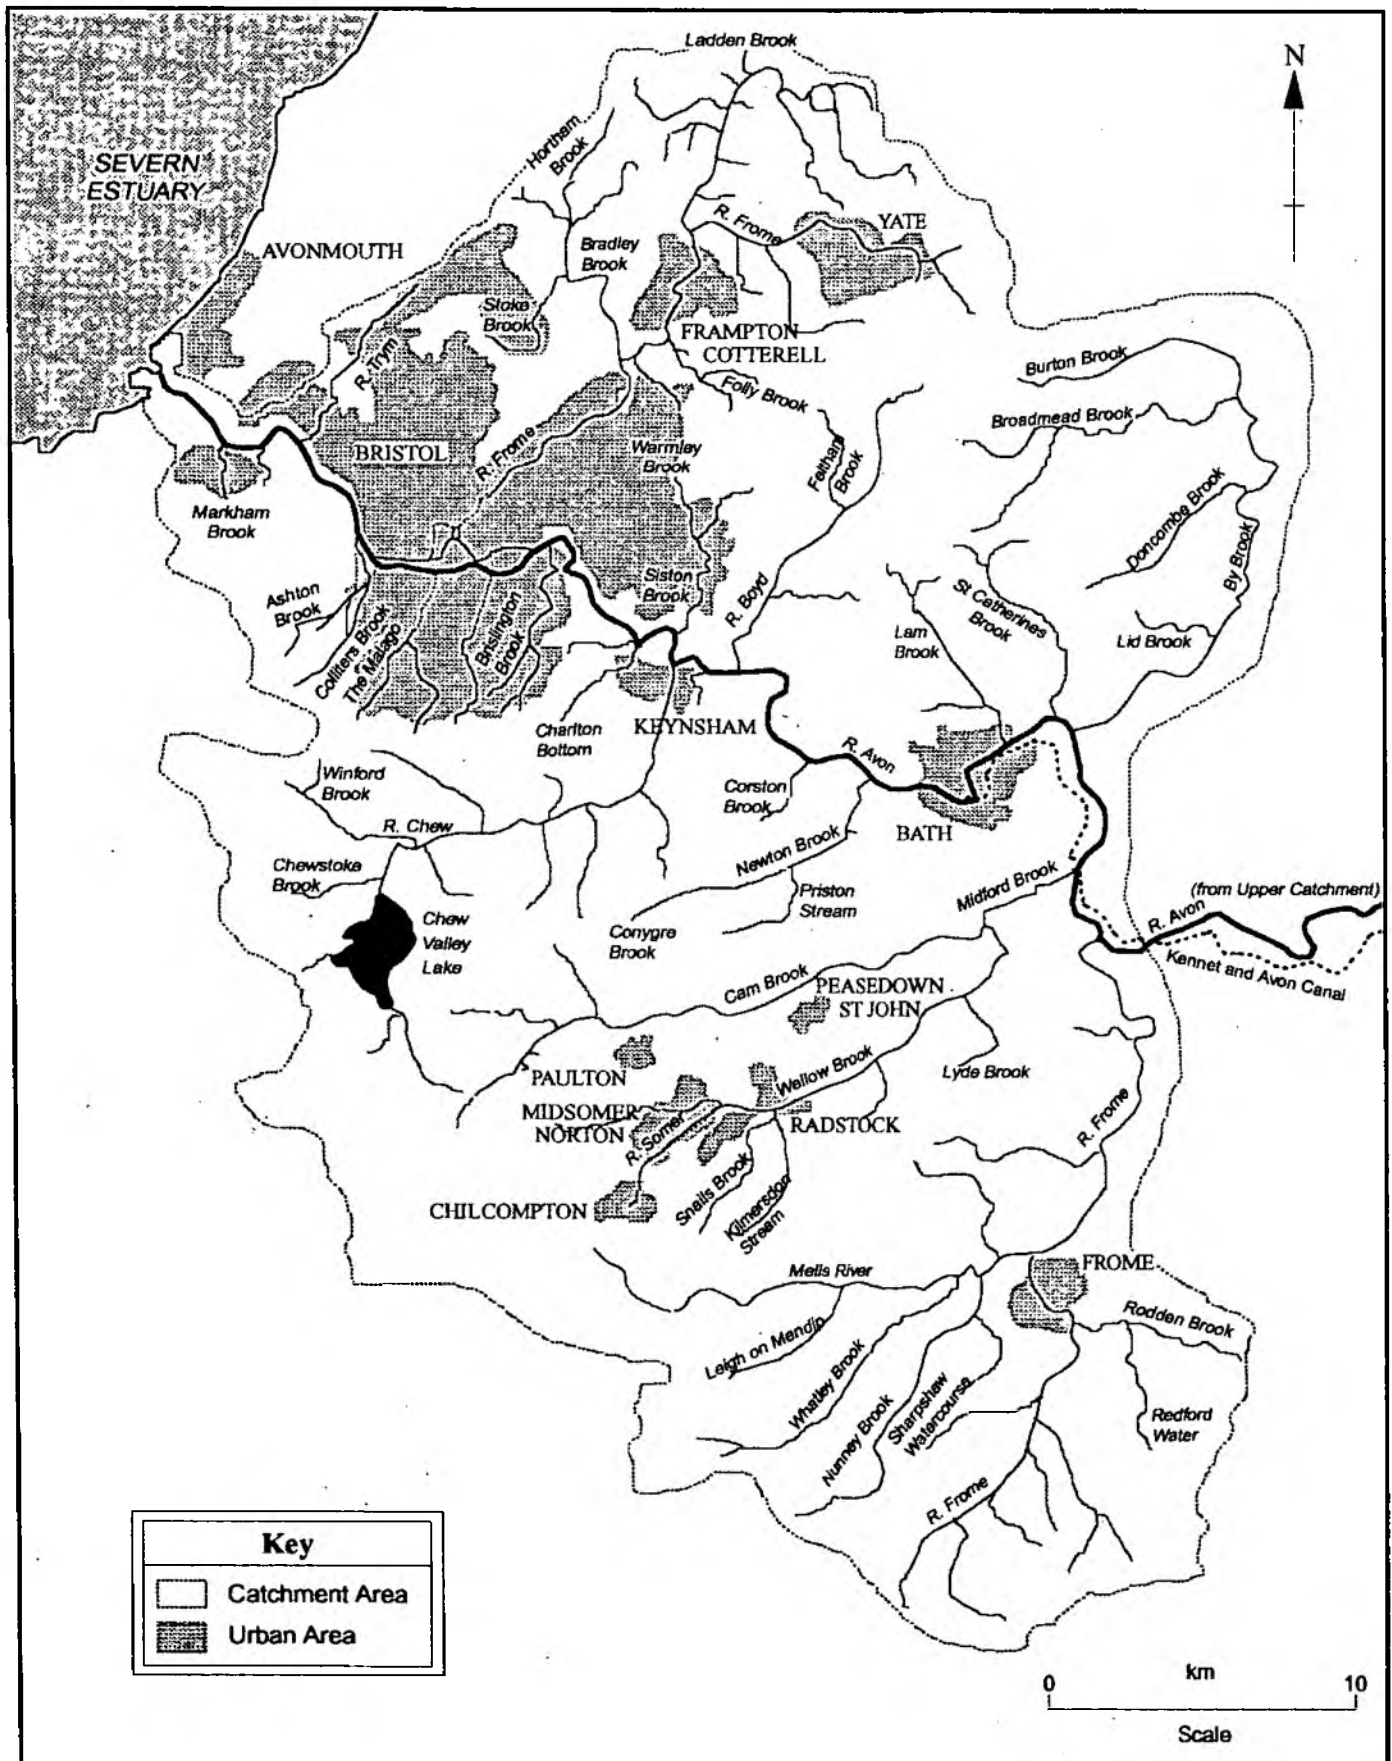 Ladden Brook
N
SEVERN
ESTUARY
Hortham
Brook
AVONMOUTH
R. Frome
YATE
Bradley
Brook
Stoke
Brook
FRAMPTON
COTTERELL
R. Trym
Burton Brook
Folly Brook
Broadmead Brook
BRISTOL
R. Frome
Warmley
Brook
Feltham
Brook
Doncombe Brook
Markham
Brook
By Brook
Siston
Brook
R. Boyd
St Catherines
Brook
Ashton
Brook
Brislington
Brook
Lam
Brook
Lid Brook
Colliters Brook
The Malago
KEYNSHAM
Charlton
Bottom
R. Avon
Winford
Brook
Corston
Brook
R. Chew
BATH
Newton Brook
Chewstoke
Brook
Midford Brook
Priston
Stream
(from Upper Catchment)
R. Avon
Chew
Valley
Lake
Conygre
Brook
Kennet and Avon Canal
Cam Brook
PEASEDOWN
ST JOHN
PAULTON
Wellow Brook
Lyde Brook
MIDSOMER
NORTON
R. Somer
RADSTOCK
R. Frome
Snells Brook
Kilmersdon
Stream
CHILCOMPTON
Mells River
FROME
Rodden Brook
Leigh on Mendip
Whatley Brook
Nunney Brook
Sharpshaw
Watercourse
Redford
Water
R. Frome
Key
Catchment Area
Urban Area
km
0 10
Scale